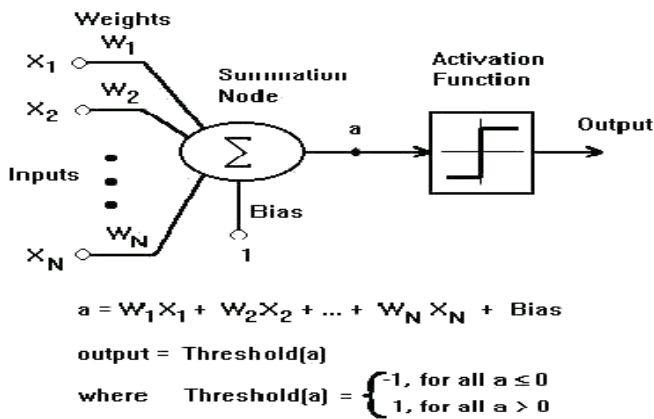 Weights
W1
X1
W2
X2
Summation
Node
Activation
Function
a
Σ
Output
Inputs
Bias
WN
XN
1
a = W1X1 + W2X2 + ... + WN XN + Bias
output = Threshold(a)
where Threshold(a) = { -1, for all a ≤ 0
1, for all a > 0